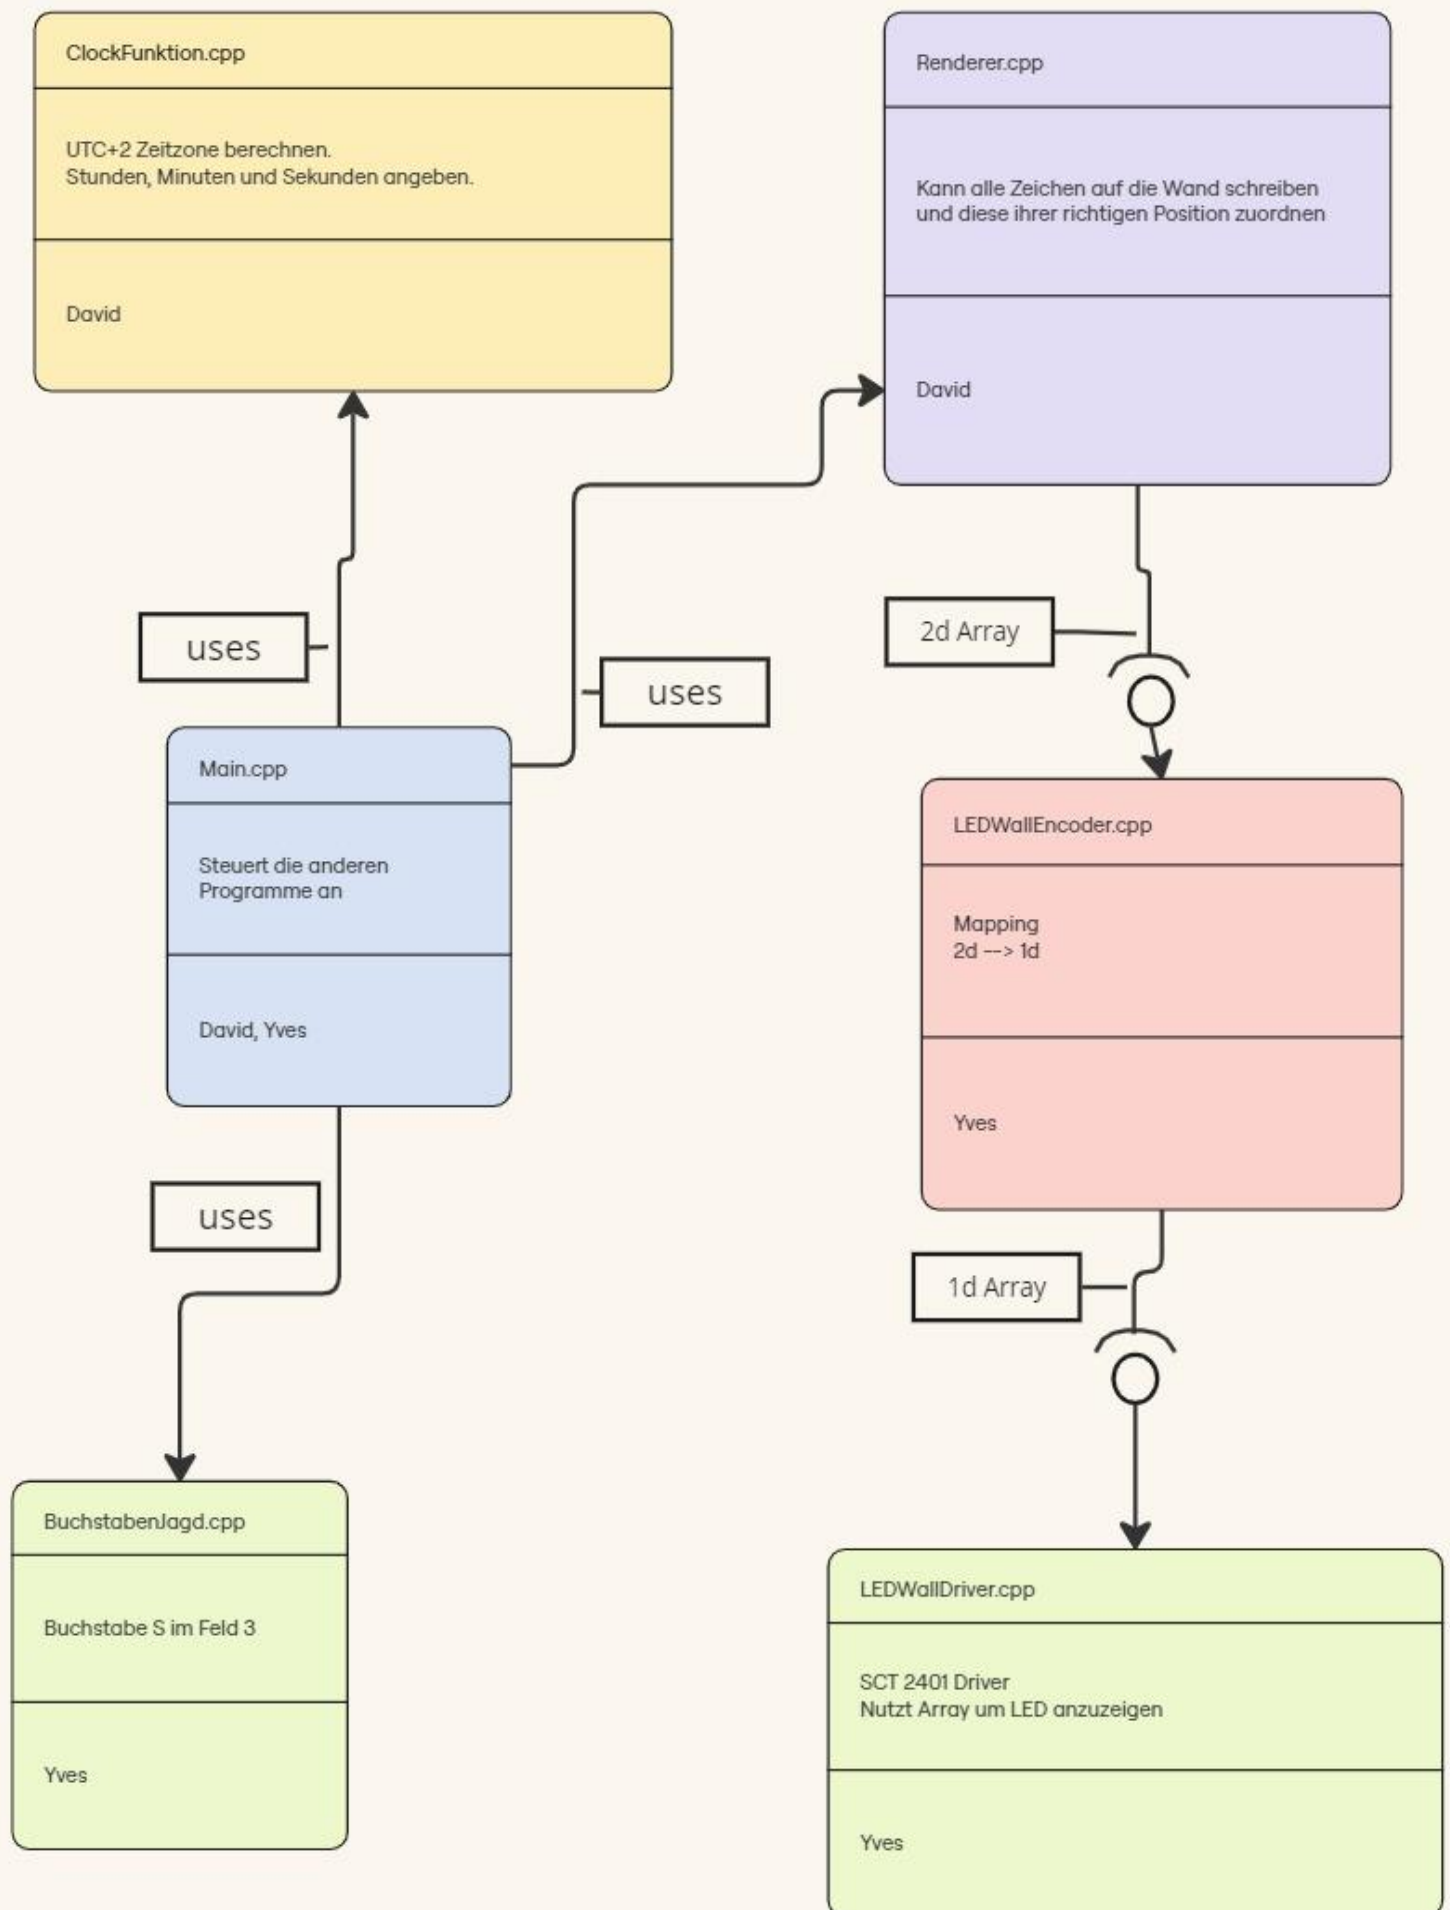 ClockFunktion.cpp
UTC+2 Zeitzone berechnen.
Stunden, Minuten und Sekunden angeben.
David
Renderer.cpp
Kann alle Zeichen auf die Wand schreiben
und diese ihrer richtigen Position zuordnen
David
uses
uses
2d Array
Main.cpp
Steuert die anderen
Programme an
David, Yves
LEDWallEncoder.cpp
Mapping
2d --> 1d
Yves
uses
1d Array
BuchstabenJagd.cpp
Buchstabe S im Feld 3
Yves
LEDWallDriver.cpp
SCT 2401 Driver
Nutzt Array um LED anzuzeigen
Yves